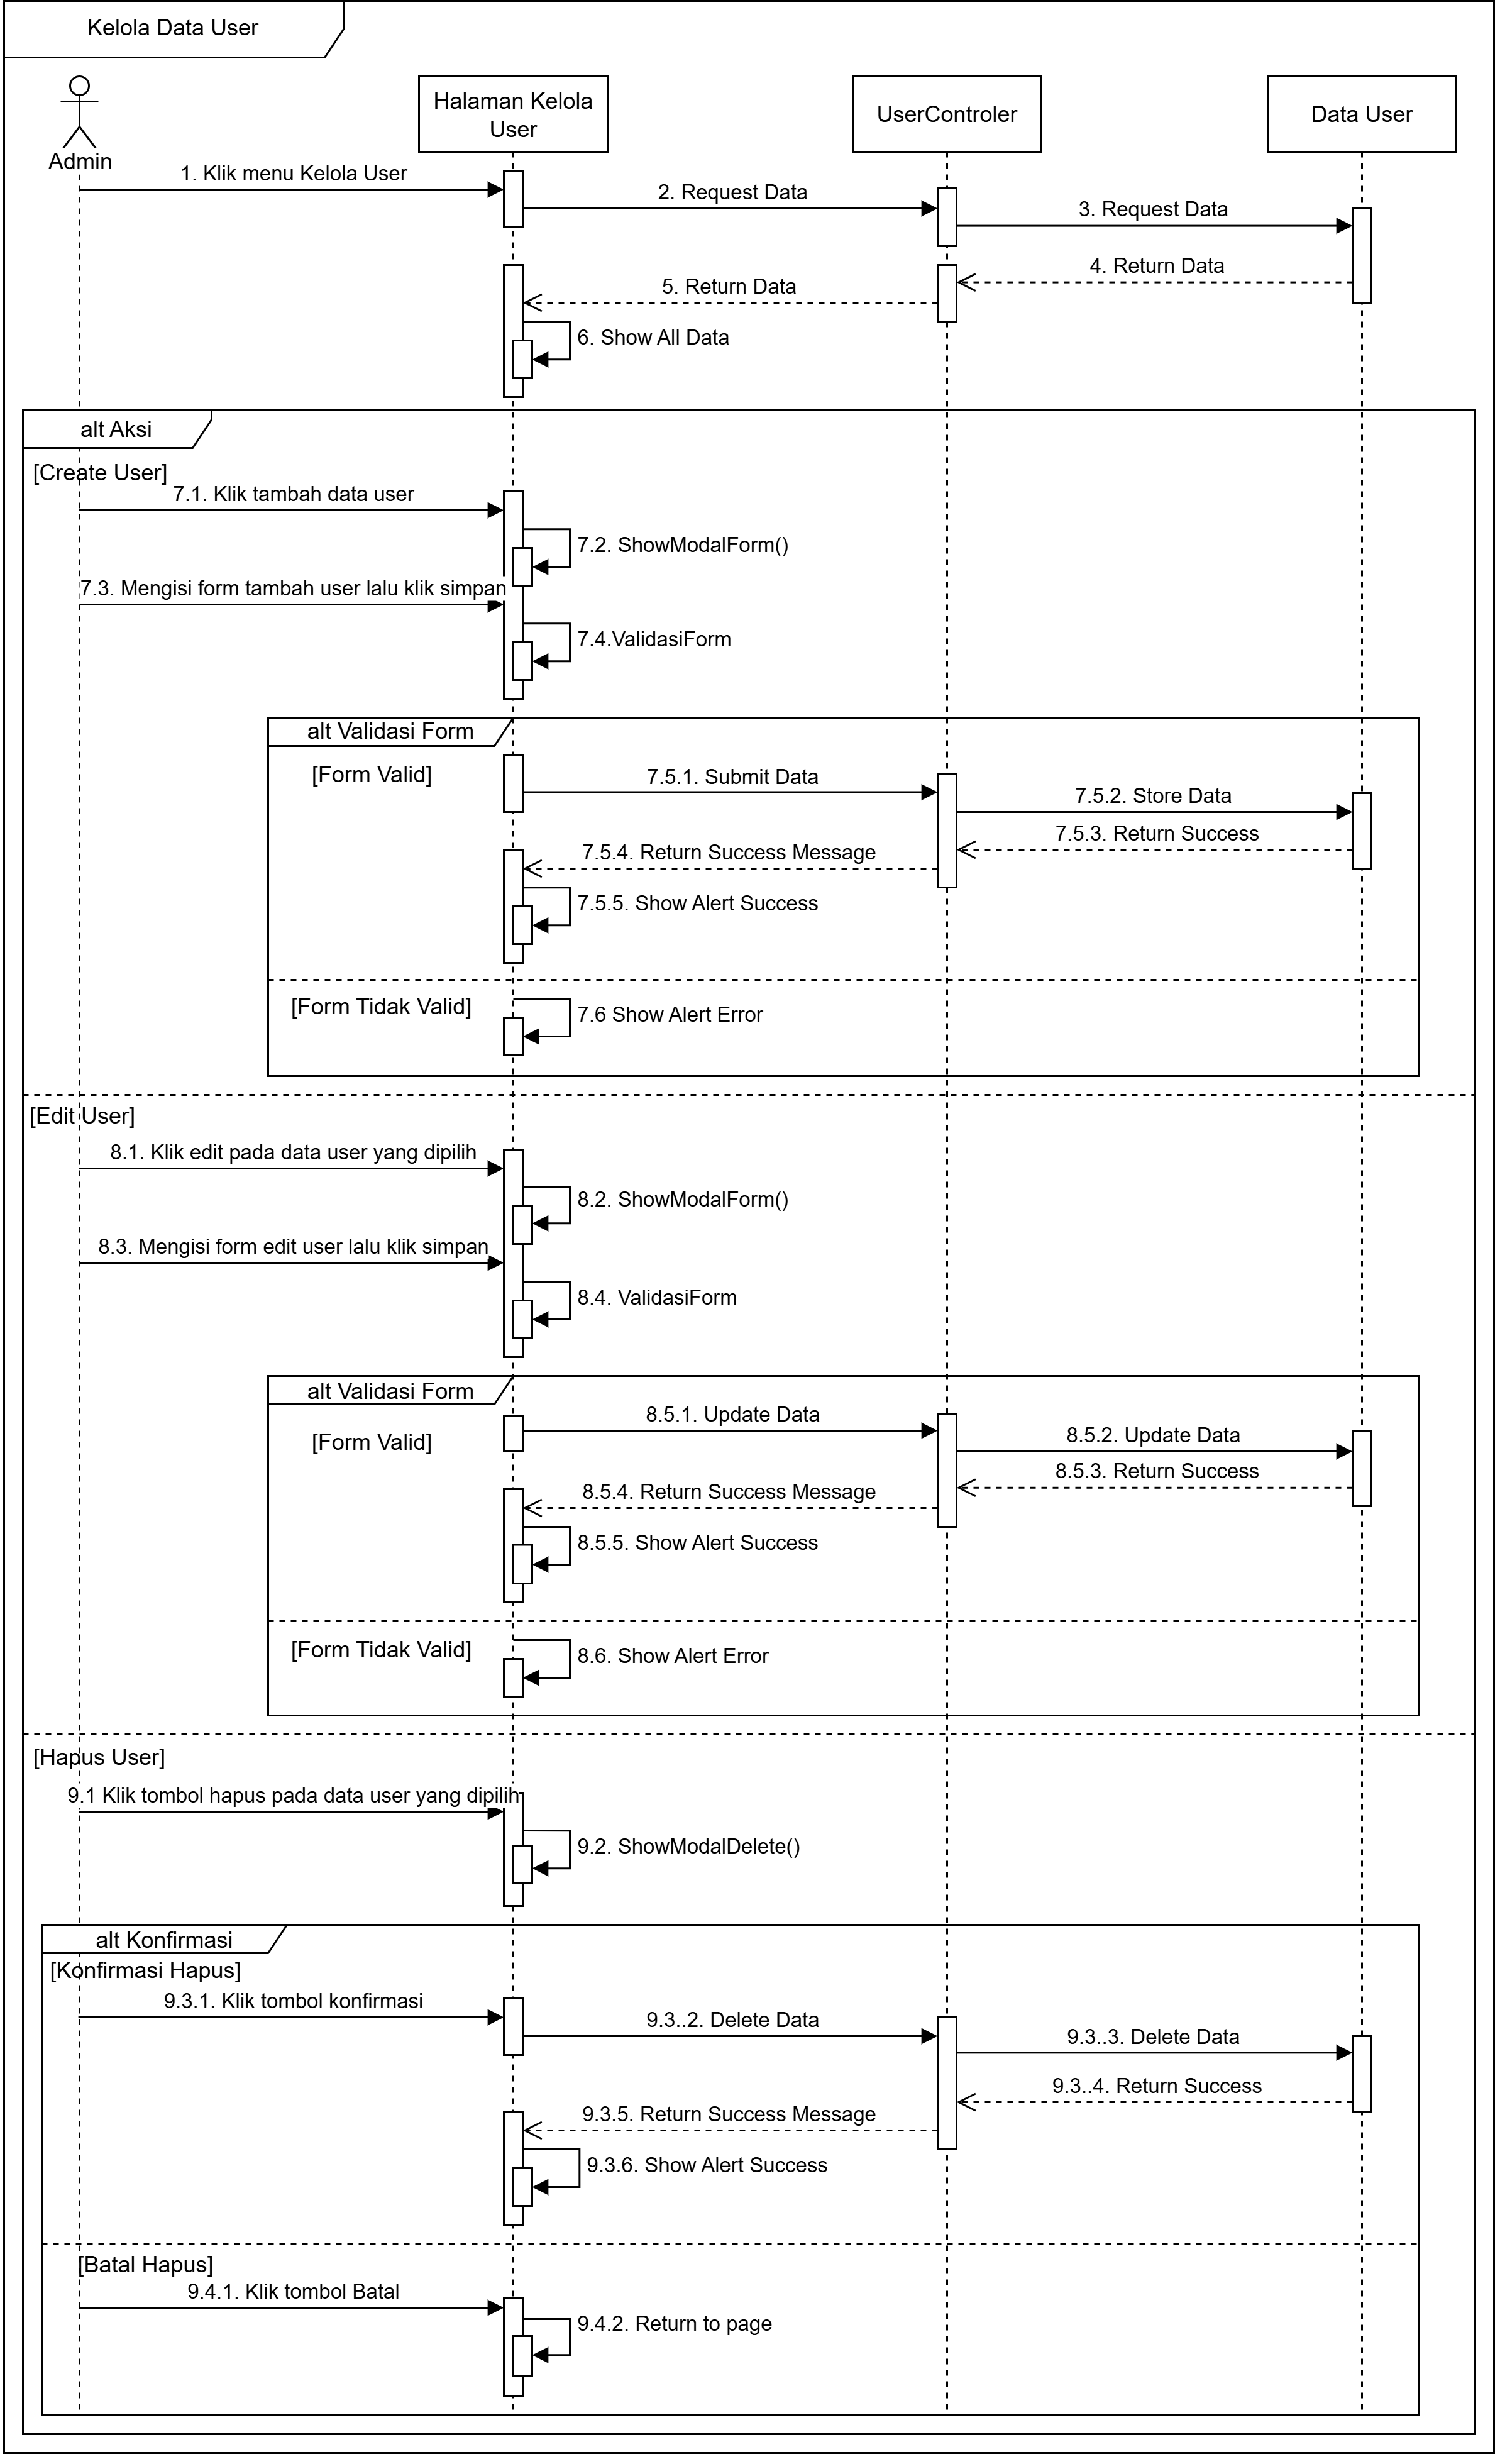 Kelola Data User
Admin
Halaman Kelola
User
UserControler
Data User
1. Klik menu Kelola User
2. Request Data
3. Request Data
4. Return Data
5. Return Data
6. Show All Data
alt Aksi
[Create User]
7.1. Klik tambah data user
7.2. ShowModalForm()
7.3. Mengisi form tambah user lalu klik simpan
7.4.ValidasiForm
alt Validasi Form
[Form Valid]
7.5.1. Submit Data
7.5.2. Store Data
7.5.3. Return Success
7.5.4. Return Success Message
7.5.5. Show Alert Success
[Form Tidak Valid]
7.6 Show Alert Error
[Edit User]
8.1. Klik edit pada data user yang dipilih
8.2. ShowModalForm()
8.3. Mengisi form edit user lalu klik simpan
8.4. ValidasiForm
alt Validasi Form
[Form Valid]
8.5.1. Update Data
8.5.2. Update Data
8.5.3. Return Success
8.5.4. Return Success Message
8.5.5. Show Alert Success
[Form Tidak Valid]
8.6. Show Alert Error
[Hapus User]
9.1 Klik tombol hapus pada data user yang dipilih
9.2. ShowModalDelete()
alt Konfirmasi
[Konfirmasi Hapus]
9.3.1. Klik tombol konfirmasi
9.3..2. Delete Data
9.3..3. Delete Data
9.3..4. Return Success
9.3.5. Return Success Message
9.3.6. Show Alert Success
[Batal Hapus]
9.4.1. Klik tombol Batal
9.4.2. Return to page